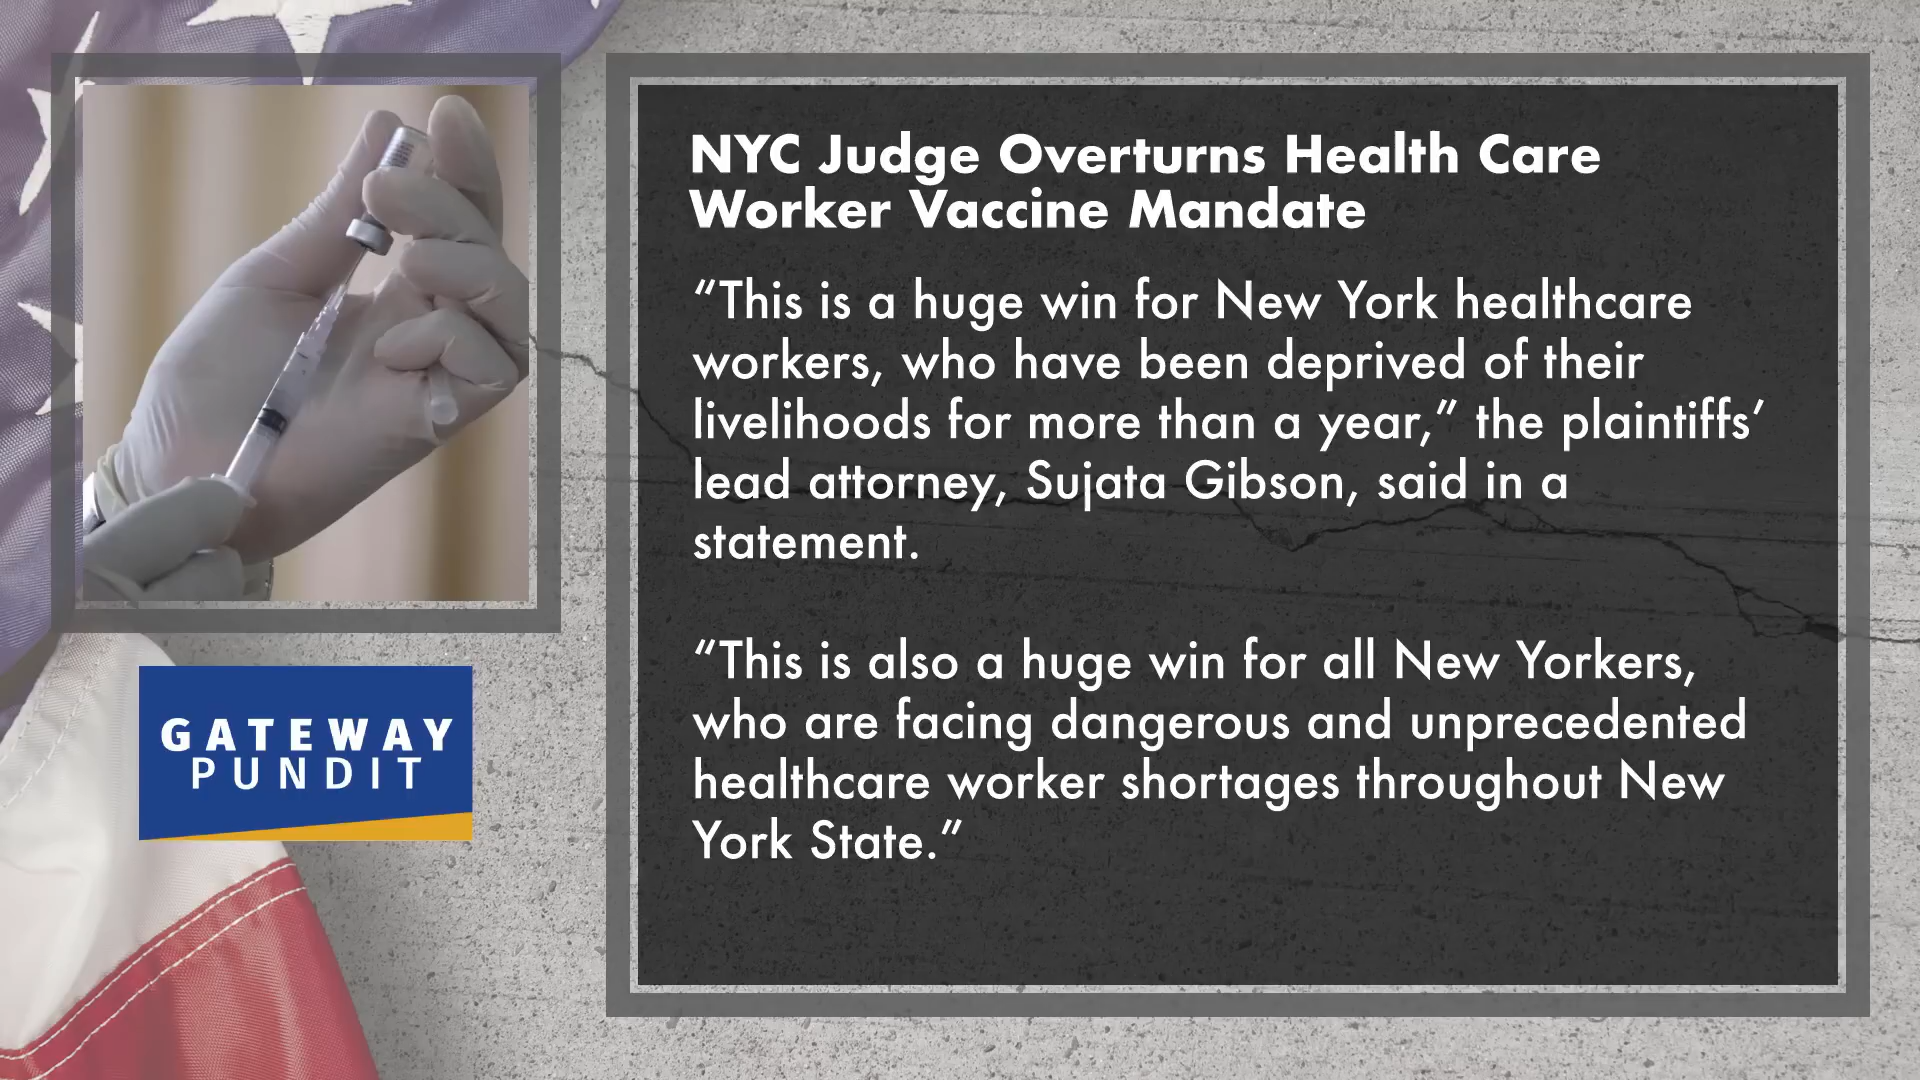 NYC Judge Overturns Health Care
Worker Vaccine Mandate
“This is a huge win for New York healthcare
workers, who have been deprived of their
livelihoods for more than a year,” the plaintiffs’
lead attorney, Sujata Gibson, said in a
statement.
“This is also a huge win for all New Yorkers,
who are facing dangerous and unprecedented
healthcare worker shortages throughout New
York State.”
GATEWAY
PUNDIT